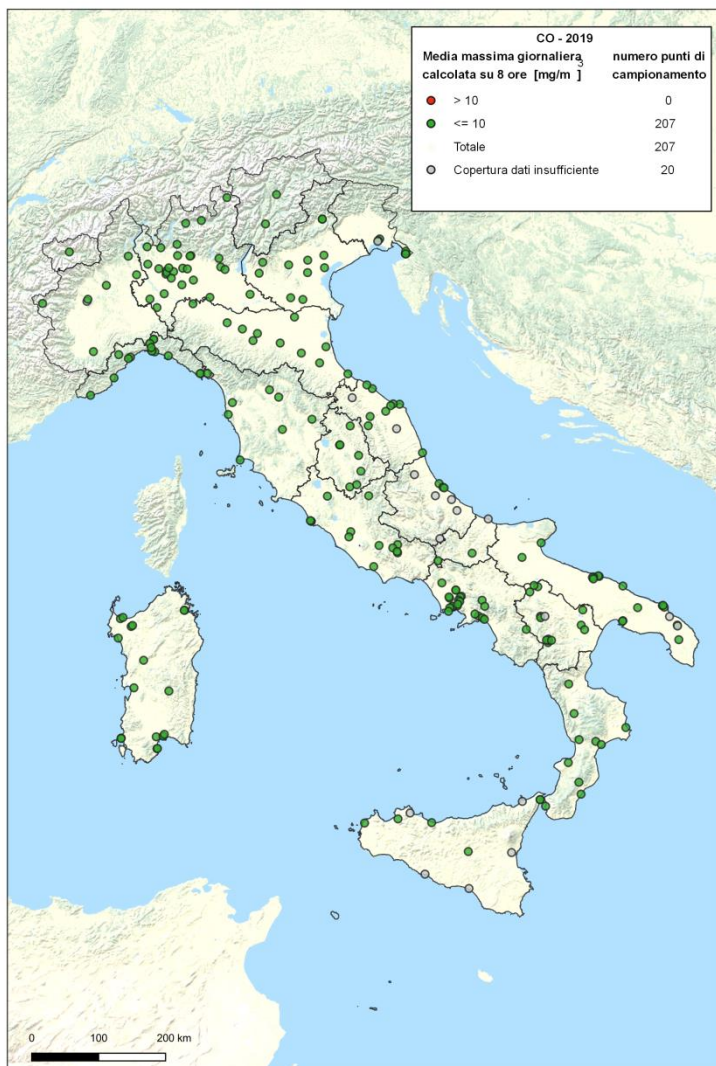 CO - 2019
Media massima giornaliera numero punti di
calcolata su 8 ore [mg/m³] campionamento
> 10 0
<= 10 207
Totale 207
Copertura dati insufficiente 20
0 100 200 km